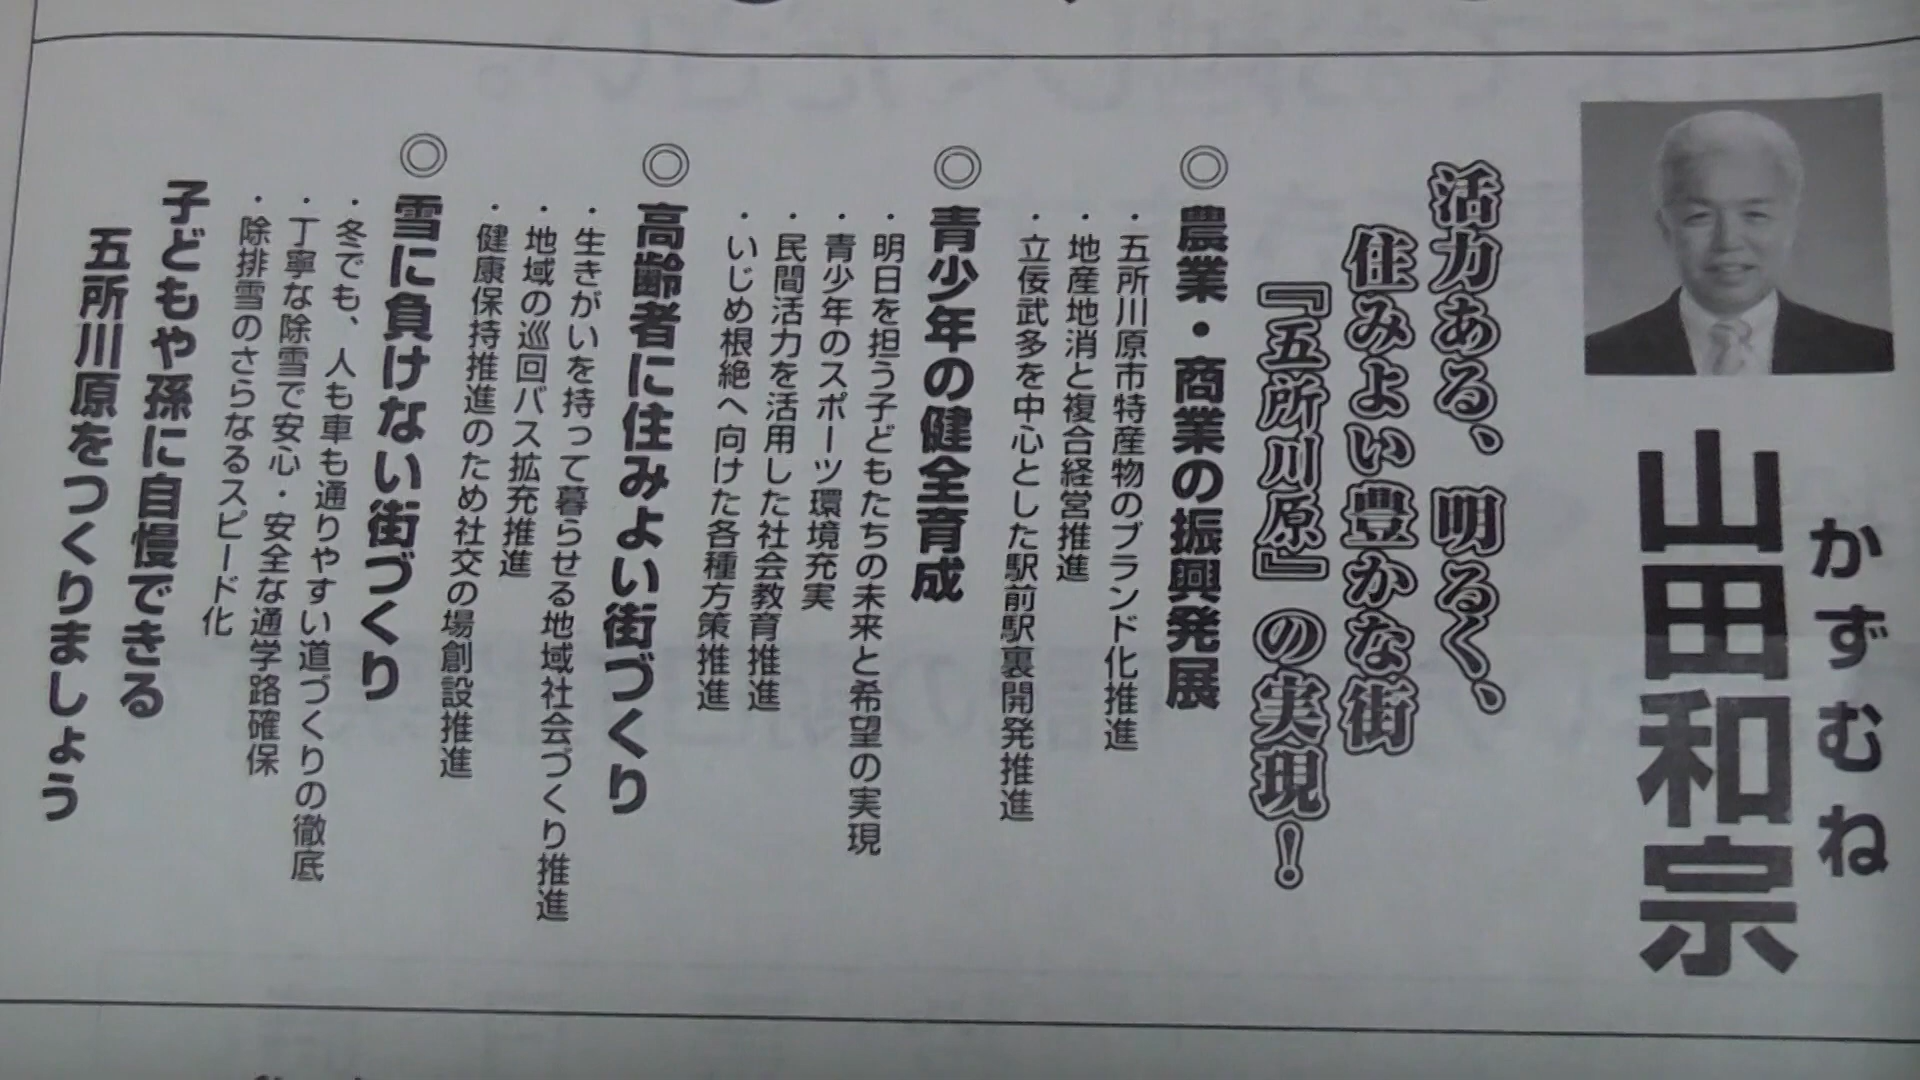 かずむね
山田和宗
活力ある、明るく、
住みよい豊かな街
『五所川原』の実現！
◎農業・商業の振興発展
・五所川原市特産物のブランド化推進
・地産地消と複合経営推進
・立佞武多を中心とした駅前駅裏開発推進
◎青少年の健全育成
・明日を担う子どもたちの未来と希望の実現
・青少年のスポーツ環境充実
・民間活力を活用した社会教育推進
・いじめ根絶へ向けた各種方策推進
◎高齢者に住みよい街づくり
・生きがいを持って暮らせる地域社会づくり推進
・地域の巡回バス拡充推進
・健康保持推進のため社交の場創設推進
◎雪に負けない街づくり
・冬でも、人も車も通りやすい道づくりの徹底
・丁寧な除雪で安心・安全な通学路確保
・除排雪のさらなるスピード化
子どもや孫に自慢できる
五所川原をつくりましょう